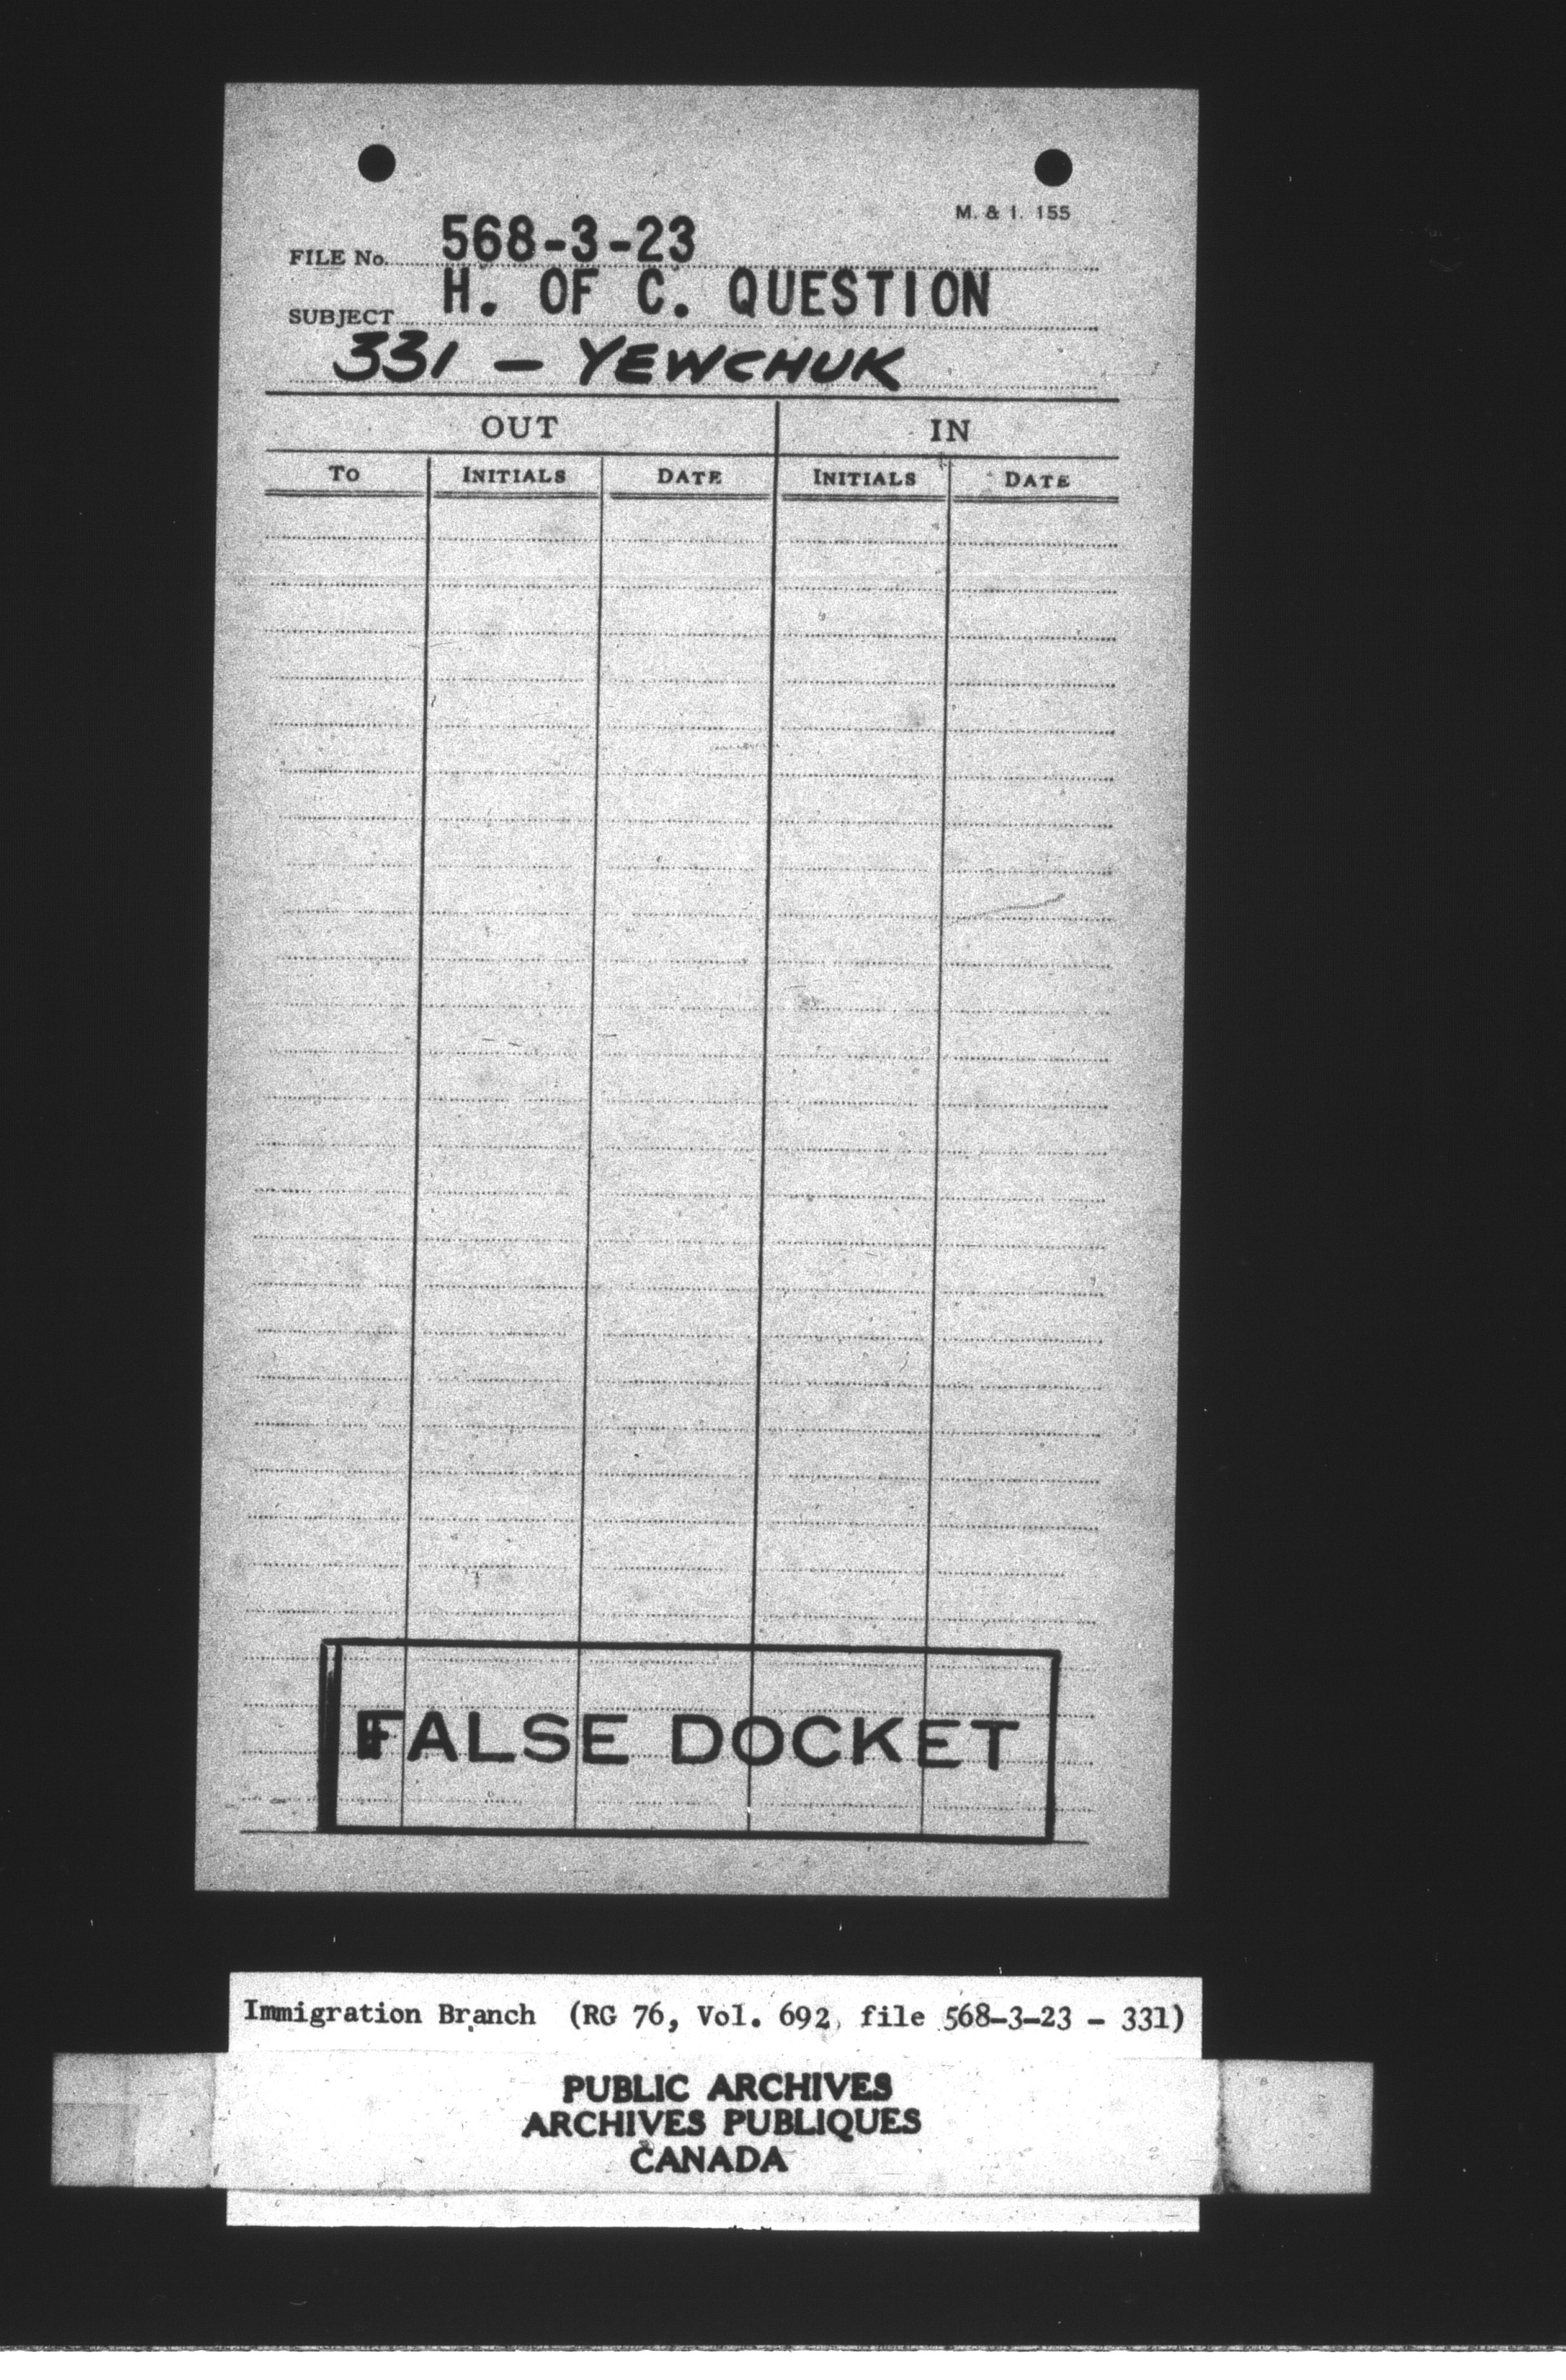 M. & I. 155
FILE No. 568-3-23
SUBJECT H. OF C. QUESTION
331 - YEWCHUK
OUT IN
TO INITIALS DATE INITIALS DATE
FALSE DOCKET
Immigration Branch (RG 76, Vol. 692, file 568-3-23 - 331)
PUBLIC ARCHIVES
ARCHIVES PUBLIQUES
CANADA